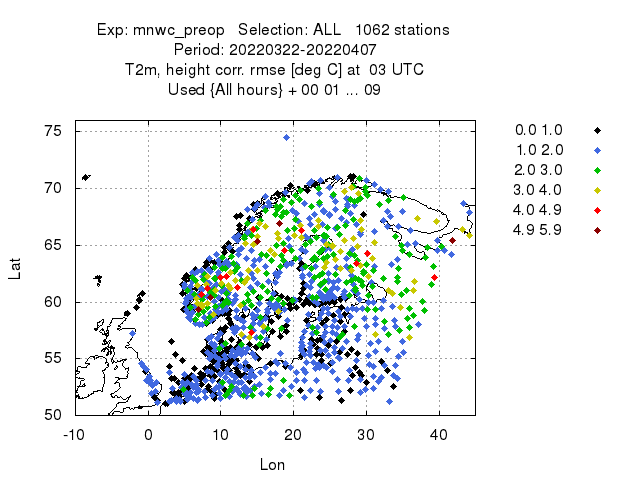 Exp: mnwc_preop   Selection: ALL   1062 stations
Period: 20220322-20220407
T2m, height corr. rmse [deg C] at  03 UTC
Used {All hours} + 00 01 ... 09
0.0 1.0
1.0 2.0
2.0 3.0
3.0 4.0
4.0 4.9
4.9 5.9
75
70
65
60
55
50
Lat
-10 0 10 20 30 40
Lon